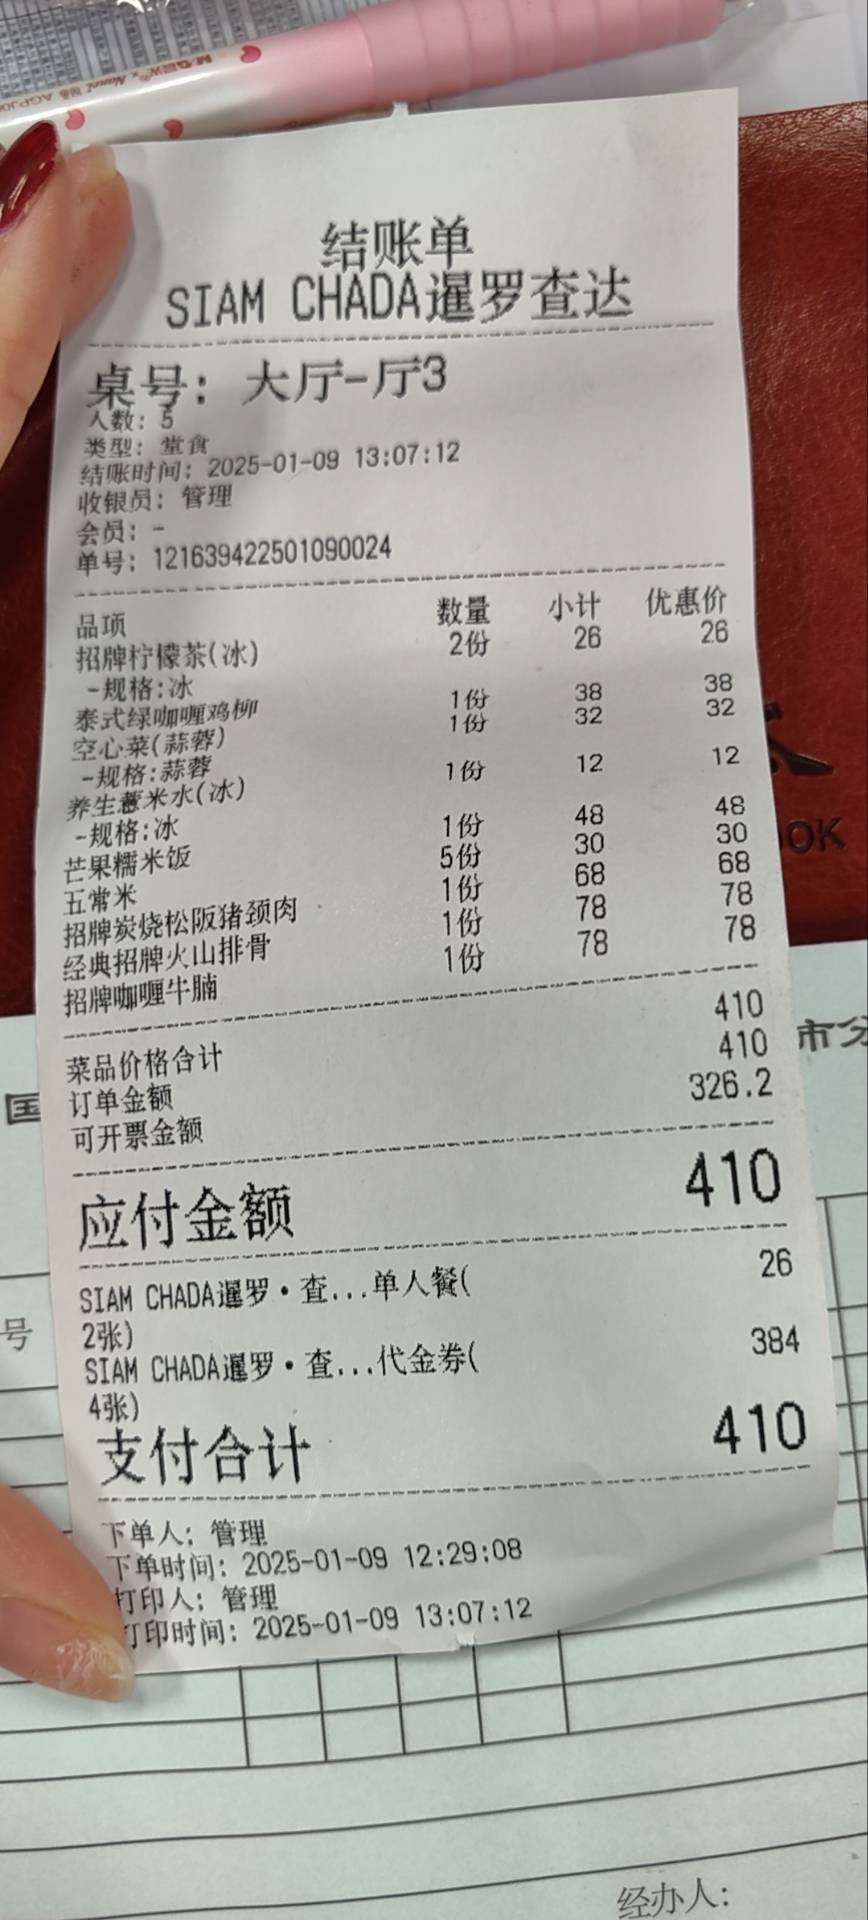 结账单
SIAM CHADA暹罗查达
桌号: 大厅-厅3
人数: 5
类型: 堂食
结账时间: 2025-01-09 13:07:12
收银员: 管理
会员: -
单号: 121639422501090024
品项 数量 小计 优惠价
招牌柠檬茶(冰) 2份 26 26
-规格:冰
泰式绿咖喱鸡柳 1份 38 38
空心菜(蒜蓉) 1份 32 32
-规格:蒜蓉
养生薏米水(冰) 1份 12 12
-规格:冰
芒果糯米饭 1份 48 48
五常米 5份 30 30
招牌炭烧松阪猪颈肉 1份 68 68
经典招牌火山排骨 1份 78 78
招牌咖喱牛腩 1份 78 78
菜品价格合计 410
订单金额 410
可开票金额 326.2
应付金额 410
SIAM CHADA暹罗·查...单人餐( 26
2张)
SIAM CHADA暹罗·查...代金券( 384
4张)
支付合计 410
下单人: 管理
下单时间: 2025-01-09 12:29:08
打印人: 管理
打印时间: 2025-01-09 13:07:12
国
市分
号
OOK
经办人: